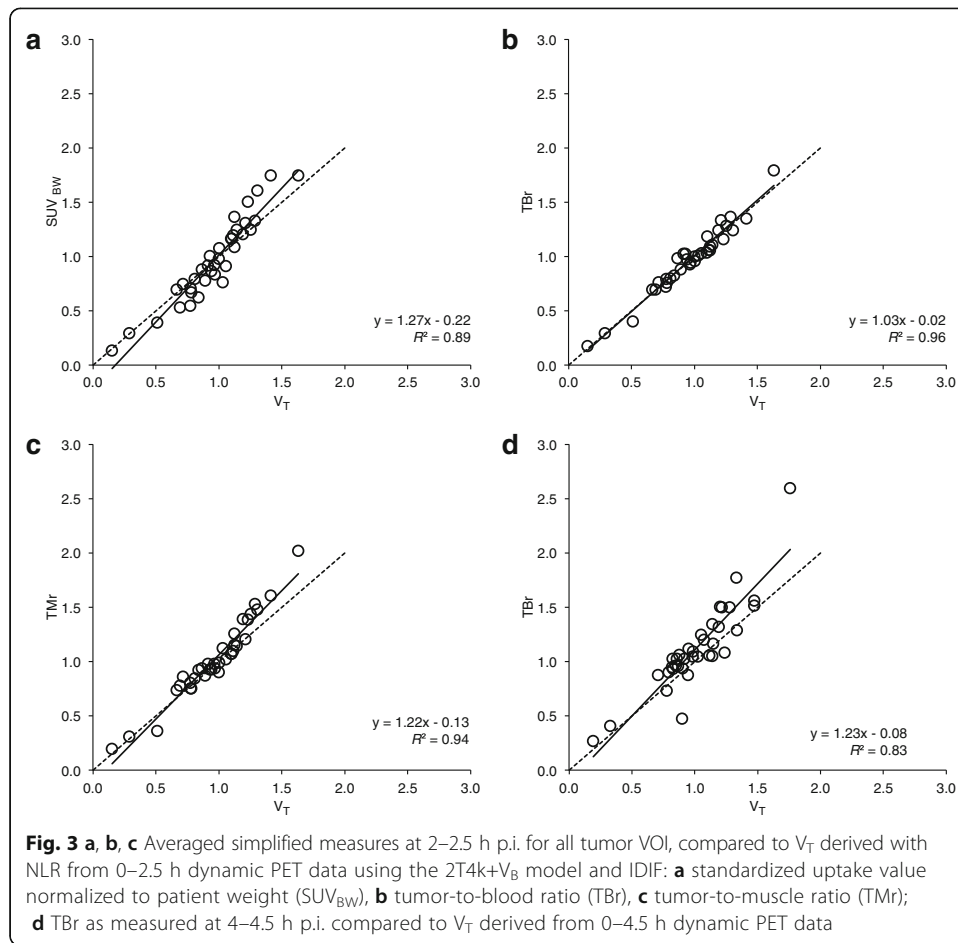 a
3.0
2.5
2.0
1.5
1.0
0.5
0.0
SUV BW
0.0 0.5 1.0 1.5 2.0 2.5 3.0
V_T
y = 1.27x - 0.22
R² = 0.89
b
3.0
2.5
2.0
1.5
1.0
0.5
0.0
TBr
0.0 0.5 1.0 1.5 2.0 2.5 3.0
V_T
y = 1.03x - 0.02
R² = 0.96
c
3.0
2.5
2.0
1.5
1.0
0.5
0.0
TMr
0.0 0.5 1.0 1.5 2.0 2.5 3.0
V_T
y = 1.22x - 0.13
R² = 0.94
d
3.0
2.5
2.0
1.5
1.0
0.5
0.0
TBr
0.0 0.5 1.0 1.5 2.0 2.5 3.0
V_T
y = 1.23x - 0.08
R² = 0.83
Fig. 3 a, b, c Averaged simplified measures at 2–2.5 h p.i. for all tumor VOI, compared to V_T derived with
NLR from 0–2.5 h dynamic PET data using the 2T4k+V_B model and IDIF: a standardized uptake value
normalized to patient weight (SUV_BW), b tumor-to-blood ratio (TBr), c tumor-to-muscle ratio (TMr);
d TBr as measured at 4–4.5 h p.i. compared to V_T derived from 0–4.5 h dynamic PET data